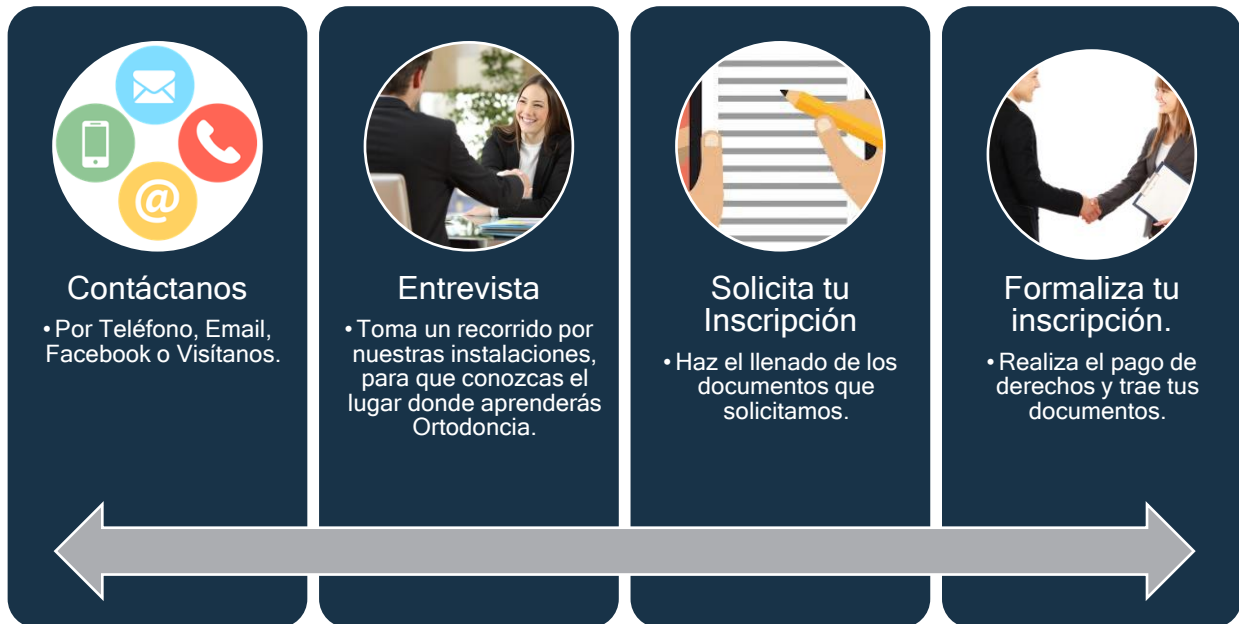 Contáctanos
• Por Teléfono, Email,
Facebook o Visítanos.
Entrevista
• Toma un recorrido por
nuestras instalaciones,
para que conozcas el
lugar donde aprenderás
Ortodoncia.
Solicita tu
Inscripción
• Haz el llenado de los
documentos que
solicitamos.
Formaliza tu
inscripción.
• Realiza el pago de
derechos y trae tus
documentos.